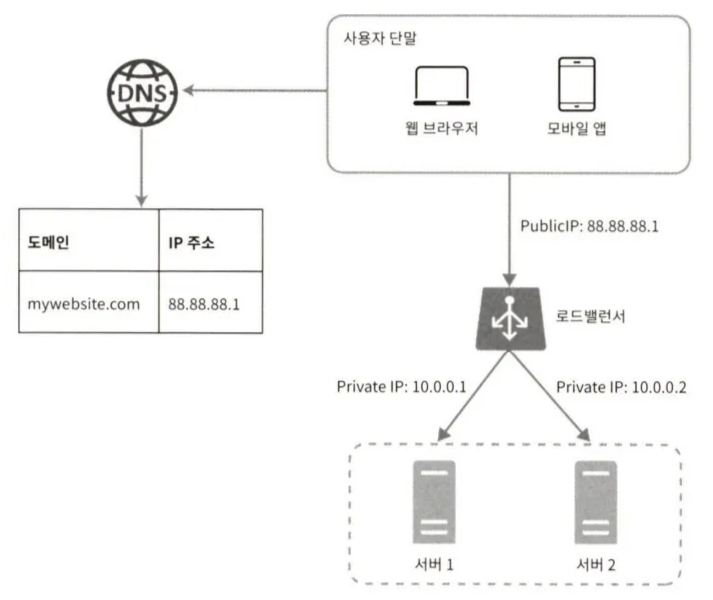 사용자 단말
DNS
웹 브라우저
모바일 앱
도메인
IP 주소
mywebsite.com
88.88.88.1
PublicIP: 88.88.88.1
로드밸런서
Private IP: 10.0.0.1
Private IP: 10.0.0.2
서버 1
서버 2